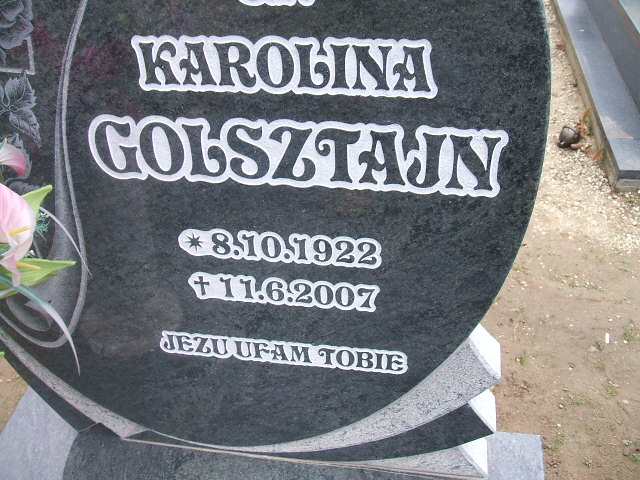 KAROLINA
GOLSZTAJN
✴ 8.10.1922
✝ 11.6.2007
JEZU UFAM TOBIE